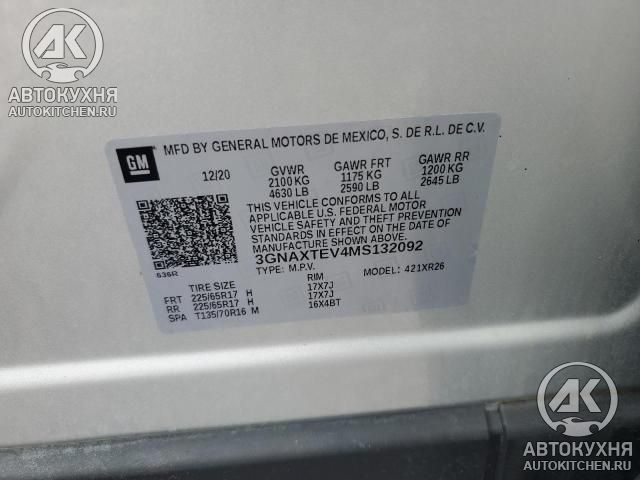 АК
АВТОКУХНЯ
AUTOKITCHEN.RU
GM
MFD BY GENERAL MOTORS DE MEXICO, S. DE R.L. DE C.V.
12/20
GVWR GAWR FRT GAWR RR
2100 KG 1175 KG 1200 KG
4630 LB 2590 LB 2645 LB
THIS VEHICLE CONFORMS TO ALL
APPLICABLE U.S. FEDERAL MOTOR
VEHICLE SAFETY AND THEFT PREVENTION
STANDARDS IN EFFECT ON THE DATE OF
MANUFACTURE SHOWN ABOVE.
3GNAXTEV4MS132092
TYPE: M.P.V. MODEL: 421XR26
636R
TIRE SIZE RIM
FRT 225/65R17 H 17X7J
RR 225/65R17 H 17X7J
SPA T135/70R16 M 16X4BT
АК
АВТОКУХНЯ
AUTOKITCHEN.RU